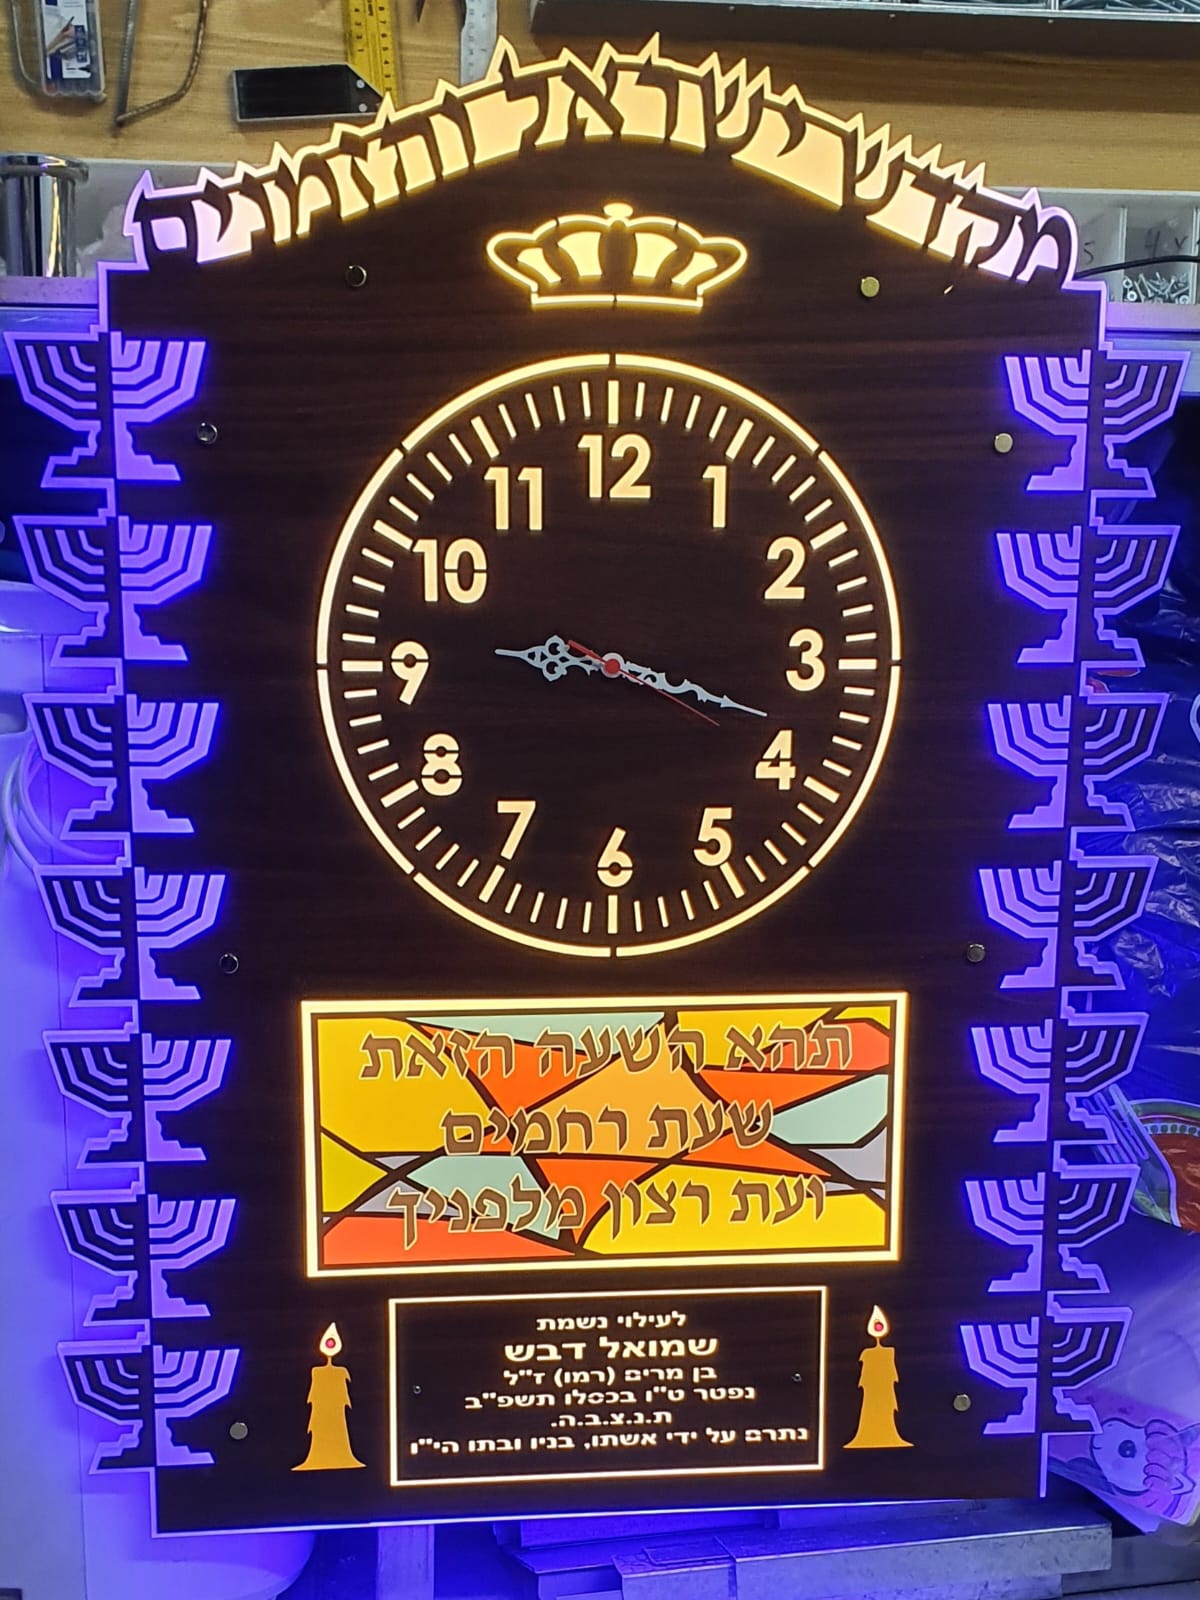 מקדש ישראל והזמנים
12
1
2
3
4
5
6
7
8
9
10
11
תהא השעה הזאת
שעת רחמים
ועת רצון מלפניך
לעילוי נשמת
שמואל דבש
בן מרים (רמו) ז"ל
נפטר ט"ו בכסלו תשפ"ב
ת.נ.צ.ב.ה.
נתרם על ידי אשתו, בניו ובתו הי"ו